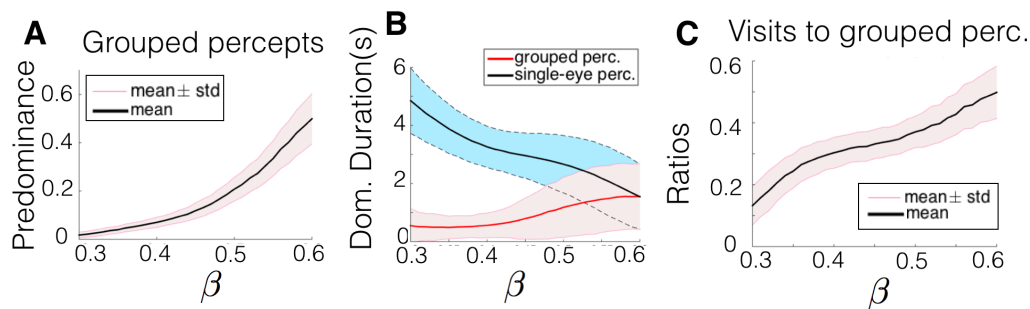 A
Grouped percepts
Predominance
0.6
0.4
0.2
0
mean± std
mean
0.3
0.4
0.5
0.6
β
B
Dom. Duration(s)
6
4
2
0
grouped perc.
single-eye perc.
0.3
0.4
0.5
0.6
β
C
Visits to grouped perc.
Ratios
0.6
0.4
0.2
0
mean± std
mean
0.3
0.4
0.5
0.6
β